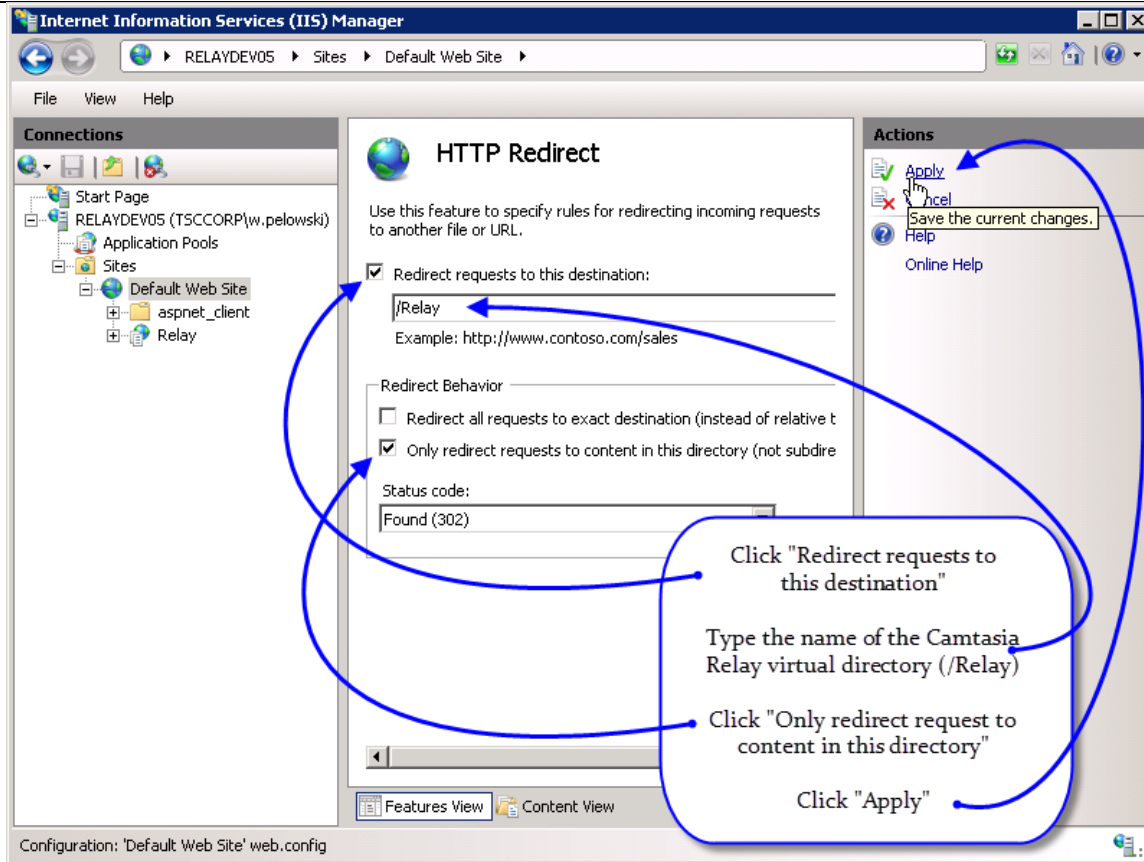 Internet Information Services (IIS) Manager
RELAYDEV05 Sites Default Web Site
File View Help
Connections
Start Page
RELAYDEV05 (TSCCORP\w.pelowski)
Application Pools
Sites
Default Web Site
aspnet_client
Relay
HTTP Redirect
Use this feature to specify rules for redirecting incoming requests
to another file or URL.
Redirect requests to this destination:
/Relay
Example: http://www.contoso.com/sales
Redirect Behavior
Redirect all requests to exact destination (instead of relative t
Only redirect requests to content in this directory (not subdire
Status code:
Found (302)
Features View Content View
Actions
Apply
Save the current changes.
Help
Online Help
Click "Redirect requests to
this destination"
Type the name of the Camtasia
Relay virtual directory (/Relay)
Click "Only redirect request to
content in this directory"
Click "Apply"
Configuration: 'Default Web Site' web.config